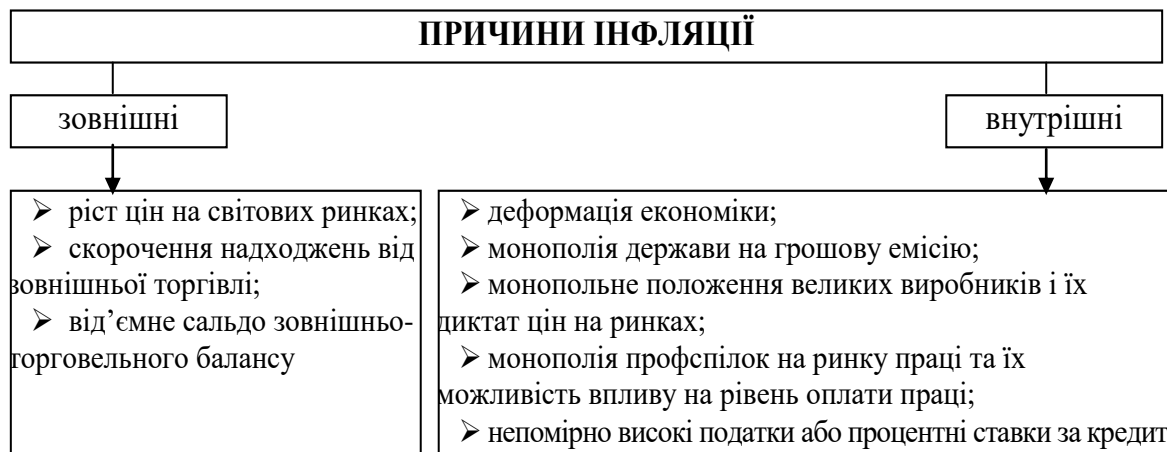 ПРИЧИНИ ІНФЛЯЦІЇ
зовнішні
внутрішні
➢ ріст цін на світових ринках;
➢ скорочення надходжень від
зовнішньої торгівлі;
➢ від’ємне сальдо зовнішньо-
торговельного балансу
➢ деформація економіки;
➢ монополія держави на грошову емісію;
➢ монопольне положення великих виробників і їх
диктат цін на ринках;
➢ монополія профспілок на ринку праці та їх
можливість впливу на рівень оплати праці;
➢ непомірно високі податки або процентні ставки за кредит